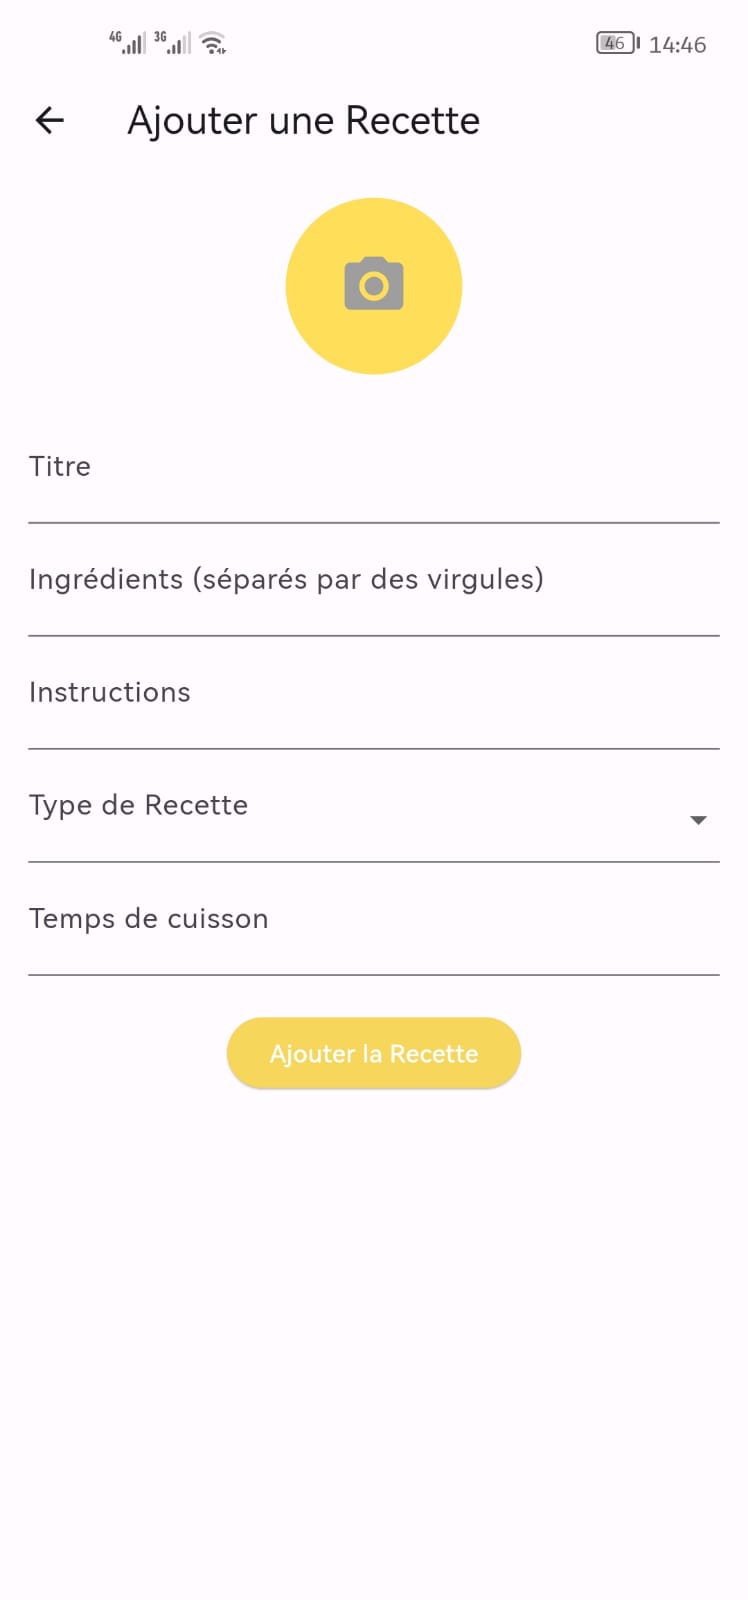 4G 3G 46 14:46
Ajouter une Recette
Titre
Ingrédients (séparés par des virgules)
Instructions
Type de Recette
Temps de cuisson
Ajouter la Recette